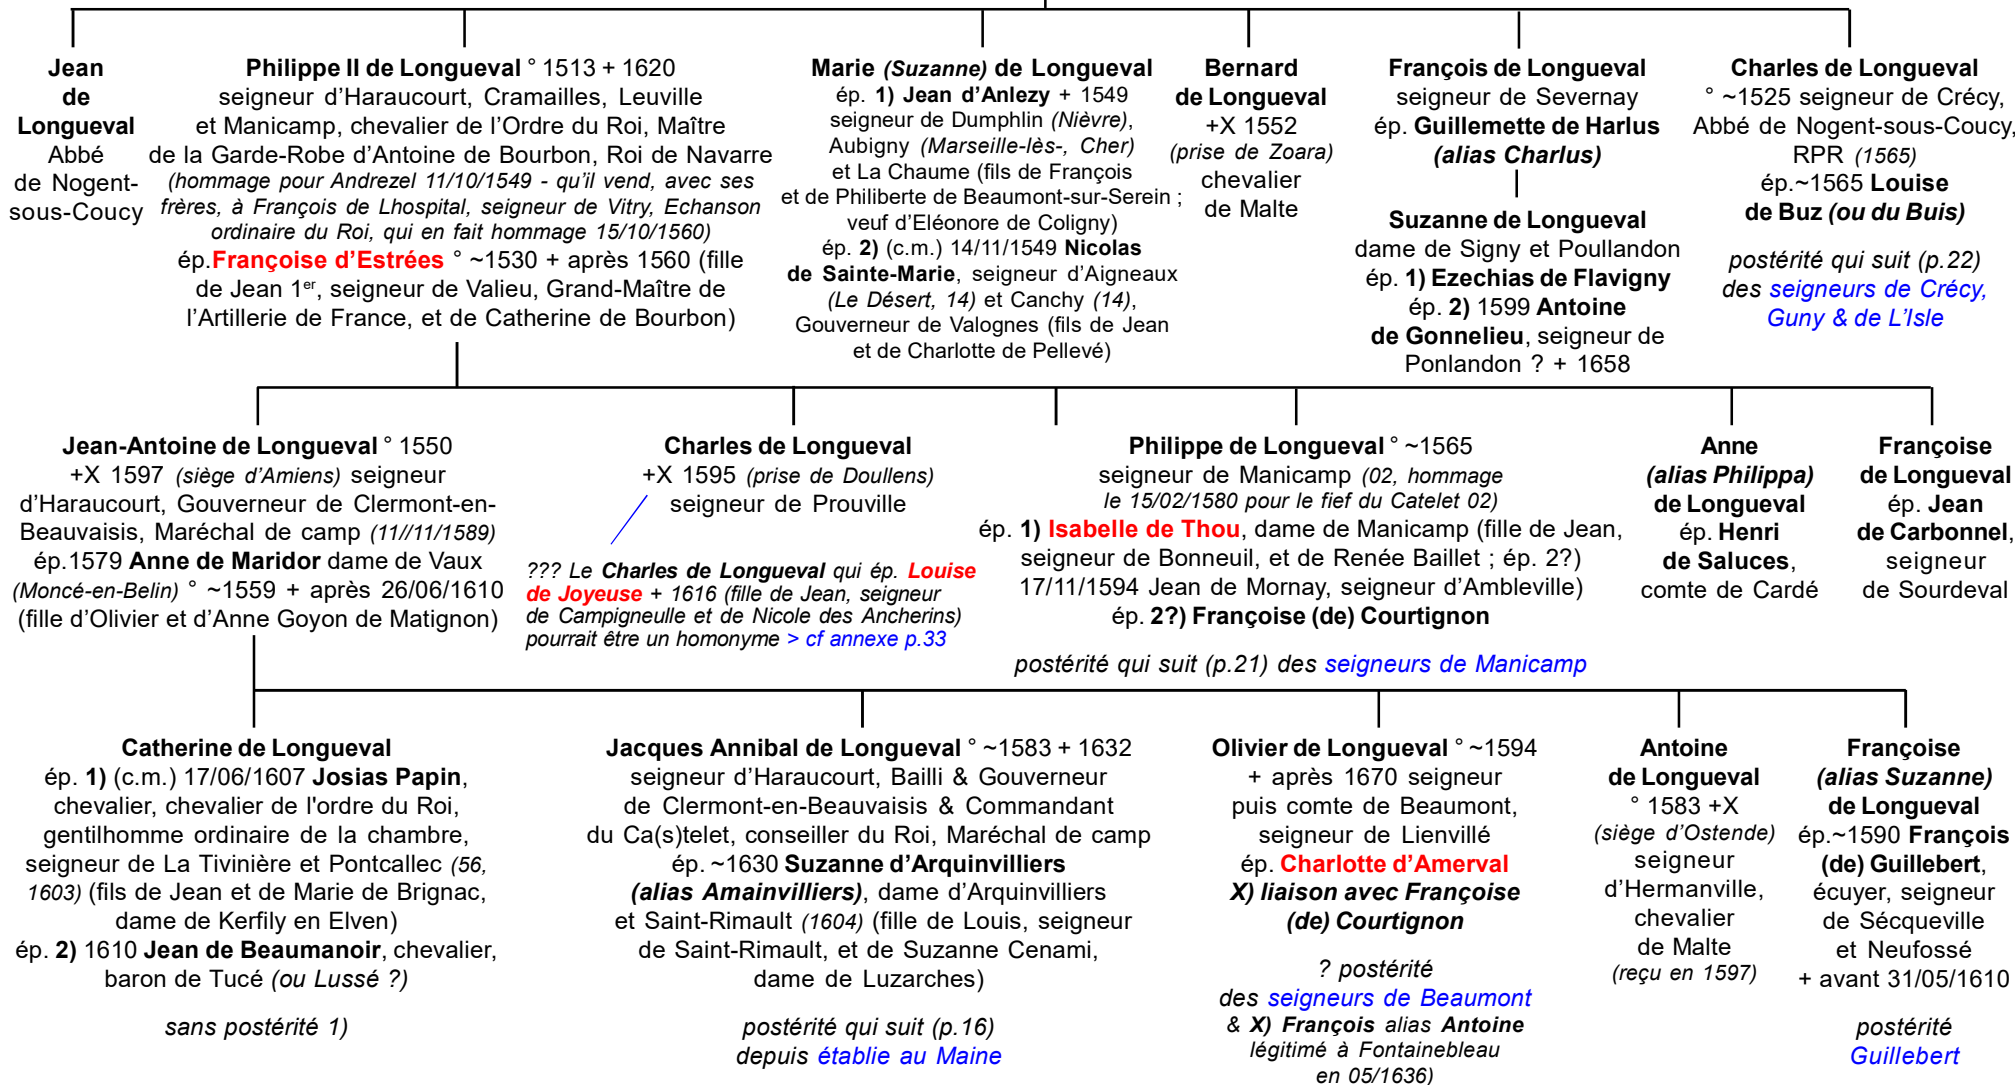 Jean
de
Longueval
Abbé
de Nogent-
sous-Coucy
Philippe II de Longueval ° 1513 + 1620
seigneur d’Haraucourt, Cramailles, Leuville
et Manicamp, chevalier de l’Ordre du Roi, Maître
de la Garde-Robe d’Antoine de Bourbon, Roi de Navarre
(hommage pour Andrezel 11/10/1549 - qu’il vend, avec ses
frères, à François de Lhospital, seigneur de Vitry, Echanson
ordinaire du Roi, qui en fait hommage 15/10/1560)
ép.Françoise d’Estrées ° ~1530 + après 1560 (fille
de Jean 1er, seigneur de Valieu, Grand-Maître de
l’Artillerie de France, et de Catherine de Bourbon)
Marie (Suzanne) de Longueval
ép. 1) Jean d’Anlezy + 1549
seigneur de Dumphlin (Nièvre),
Aubigny (Marseille-lès-, Cher)
et La Chaume (fils de François
et de Philiberte de Beaumont-sur-Serein ;
veuf d’Eléonore de Coligny)
ép. 2) (c.m.) 14/11/1549 Nicolas
de Sainte-Marie, seigneur d’Aigneaux
(Le Désert, 14) et Canchy (14),
Gouverneur de Valognes (fils de Jean
et de Charlotte de Pellevé)
Bernard
de Longueval
+X 1552
(prise de Zoara)
chevalier
de Malte
François de Longueval
seigneur de Severnay
ép. Guillemette de Harlus
(alias Charlus)
Suzanne de Longueval
dame de Signy et Poullandon
ép. 1) Ezechias de Flavigny
ép. 2) 1599 Antoine
de Gonnelieu, seigneur de
Ponlandon ? + 1658
Charles de Longueval
° ~1525 seigneur de Crécy,
Abbé de Nogent-sous-Coucy,
RPR (1565)
ép.~1565 Louise
de Buz (ou du Buis)
postérité qui suit (p.22)
des seigneurs de Crécy,
Guny & de L’Isle
Jean-Antoine de Longueval ° 1550
+X 1597 (siège d’Amiens) seigneur
d’Haraucourt, Gouverneur de Clermont-en-
Beauvaisis, Maréchal de camp (11//11/1589)
ép.1579 Anne de Maridor dame de Vaux
(Moncé-en-Belin) ° ~1559 + après 26/06/1610
(fille d’Olivier et d’Anne Goyon de Matignon)
Charles de Longueval
+X 1595 (prise de Doullens)
seigneur de Prouville
??? Le Charles de Longueval qui ép. Louise
de Joyeuse + 1616 (fille de Jean, seigneur
de Campigneulle et de Nicole des Ancherins)
pourrait être un homonyme > cf annexe p.33
Philippe de Longueval ° ~1565
seigneur de Manicamp (02, hommage
le 15/02/1580 pour le fief du Catelet 02)
ép. 1) Isabelle de Thou, dame de Manicamp (fille de Jean,
seigneur de Bonneuil, et de Renée Baillet ; ép. 2?)
17/11/1594 Jean de Mornay, seigneur d’Ambleville)
ép. 2?) Françoise (de) Courtignon
postérité qui suit (p.21) des seigneurs de Manicamp
Anne
(alias Philippa)
de Longueval
ép. Henri
de Saluces,
comte de Cardé
Françoise
de Longueval
ép. Jean
de Carbonnel,
seigneur
de Sourdeval
Catherine de Longueval
ép. 1) (c.m.) 17/06/1607 Josias Papin,
chevalier, chevalier de l'ordre du Roi,
gentilhomme ordinaire de la chambre,
seigneur de La Tivinière et Pontcallec (56,
1603) (fils de Jean et de Marie de Brignac,
dame de Kerfily en Elven)
ép. 2) 1610 Jean de Beaumanoir, chevalier,
baron de Tucé (ou Lussé ?)
sans postérité 1)
Jacques Annibal de Longueval ° ~1583 + 1632
seigneur d’Haraucourt, Bailli & Gouverneur
de Clermont-en-Beauvaisis & Commandant
du Ca(s)telet, conseiller du Roi, Maréchal de camp
ép. ~1630 Suzanne d’Arquinvilliers
(alias Amainvilliers), dame d’Arquinvilliers
et Saint-Rimault (1604) (fille de Louis, seigneur
de Saint-Rimault, et de Suzanne Cenami,
dame de Luzarches)
postérité qui suit (p.16)
depuis établie au Maine
Olivier de Longueval ° ~1594
+ après 1670 seigneur
puis comte de Beaumont,
seigneur de Lienvillé
ép. Charlotte d’Amerval
X) liaison avec Françoise
(de) Courtignon
? postérité
des seigneurs de Beaumont
& X) François alias Antoine
légitimé à Fontainebleau
en 05/1636)
Antoine
de Longueval
° 1583 +X
(siège d’Ostende)
seigneur
d’Hermanville,
chevalier
de Malte
(reçu en 1597)
Françoise
(alias Suzanne)
de Longueval
ép.~1590 François
(de) Guillebert,
écuyer, seigneur
de Sécqueville
et Neufossé
+ avant 31/05/1610
postérité
Guillebert